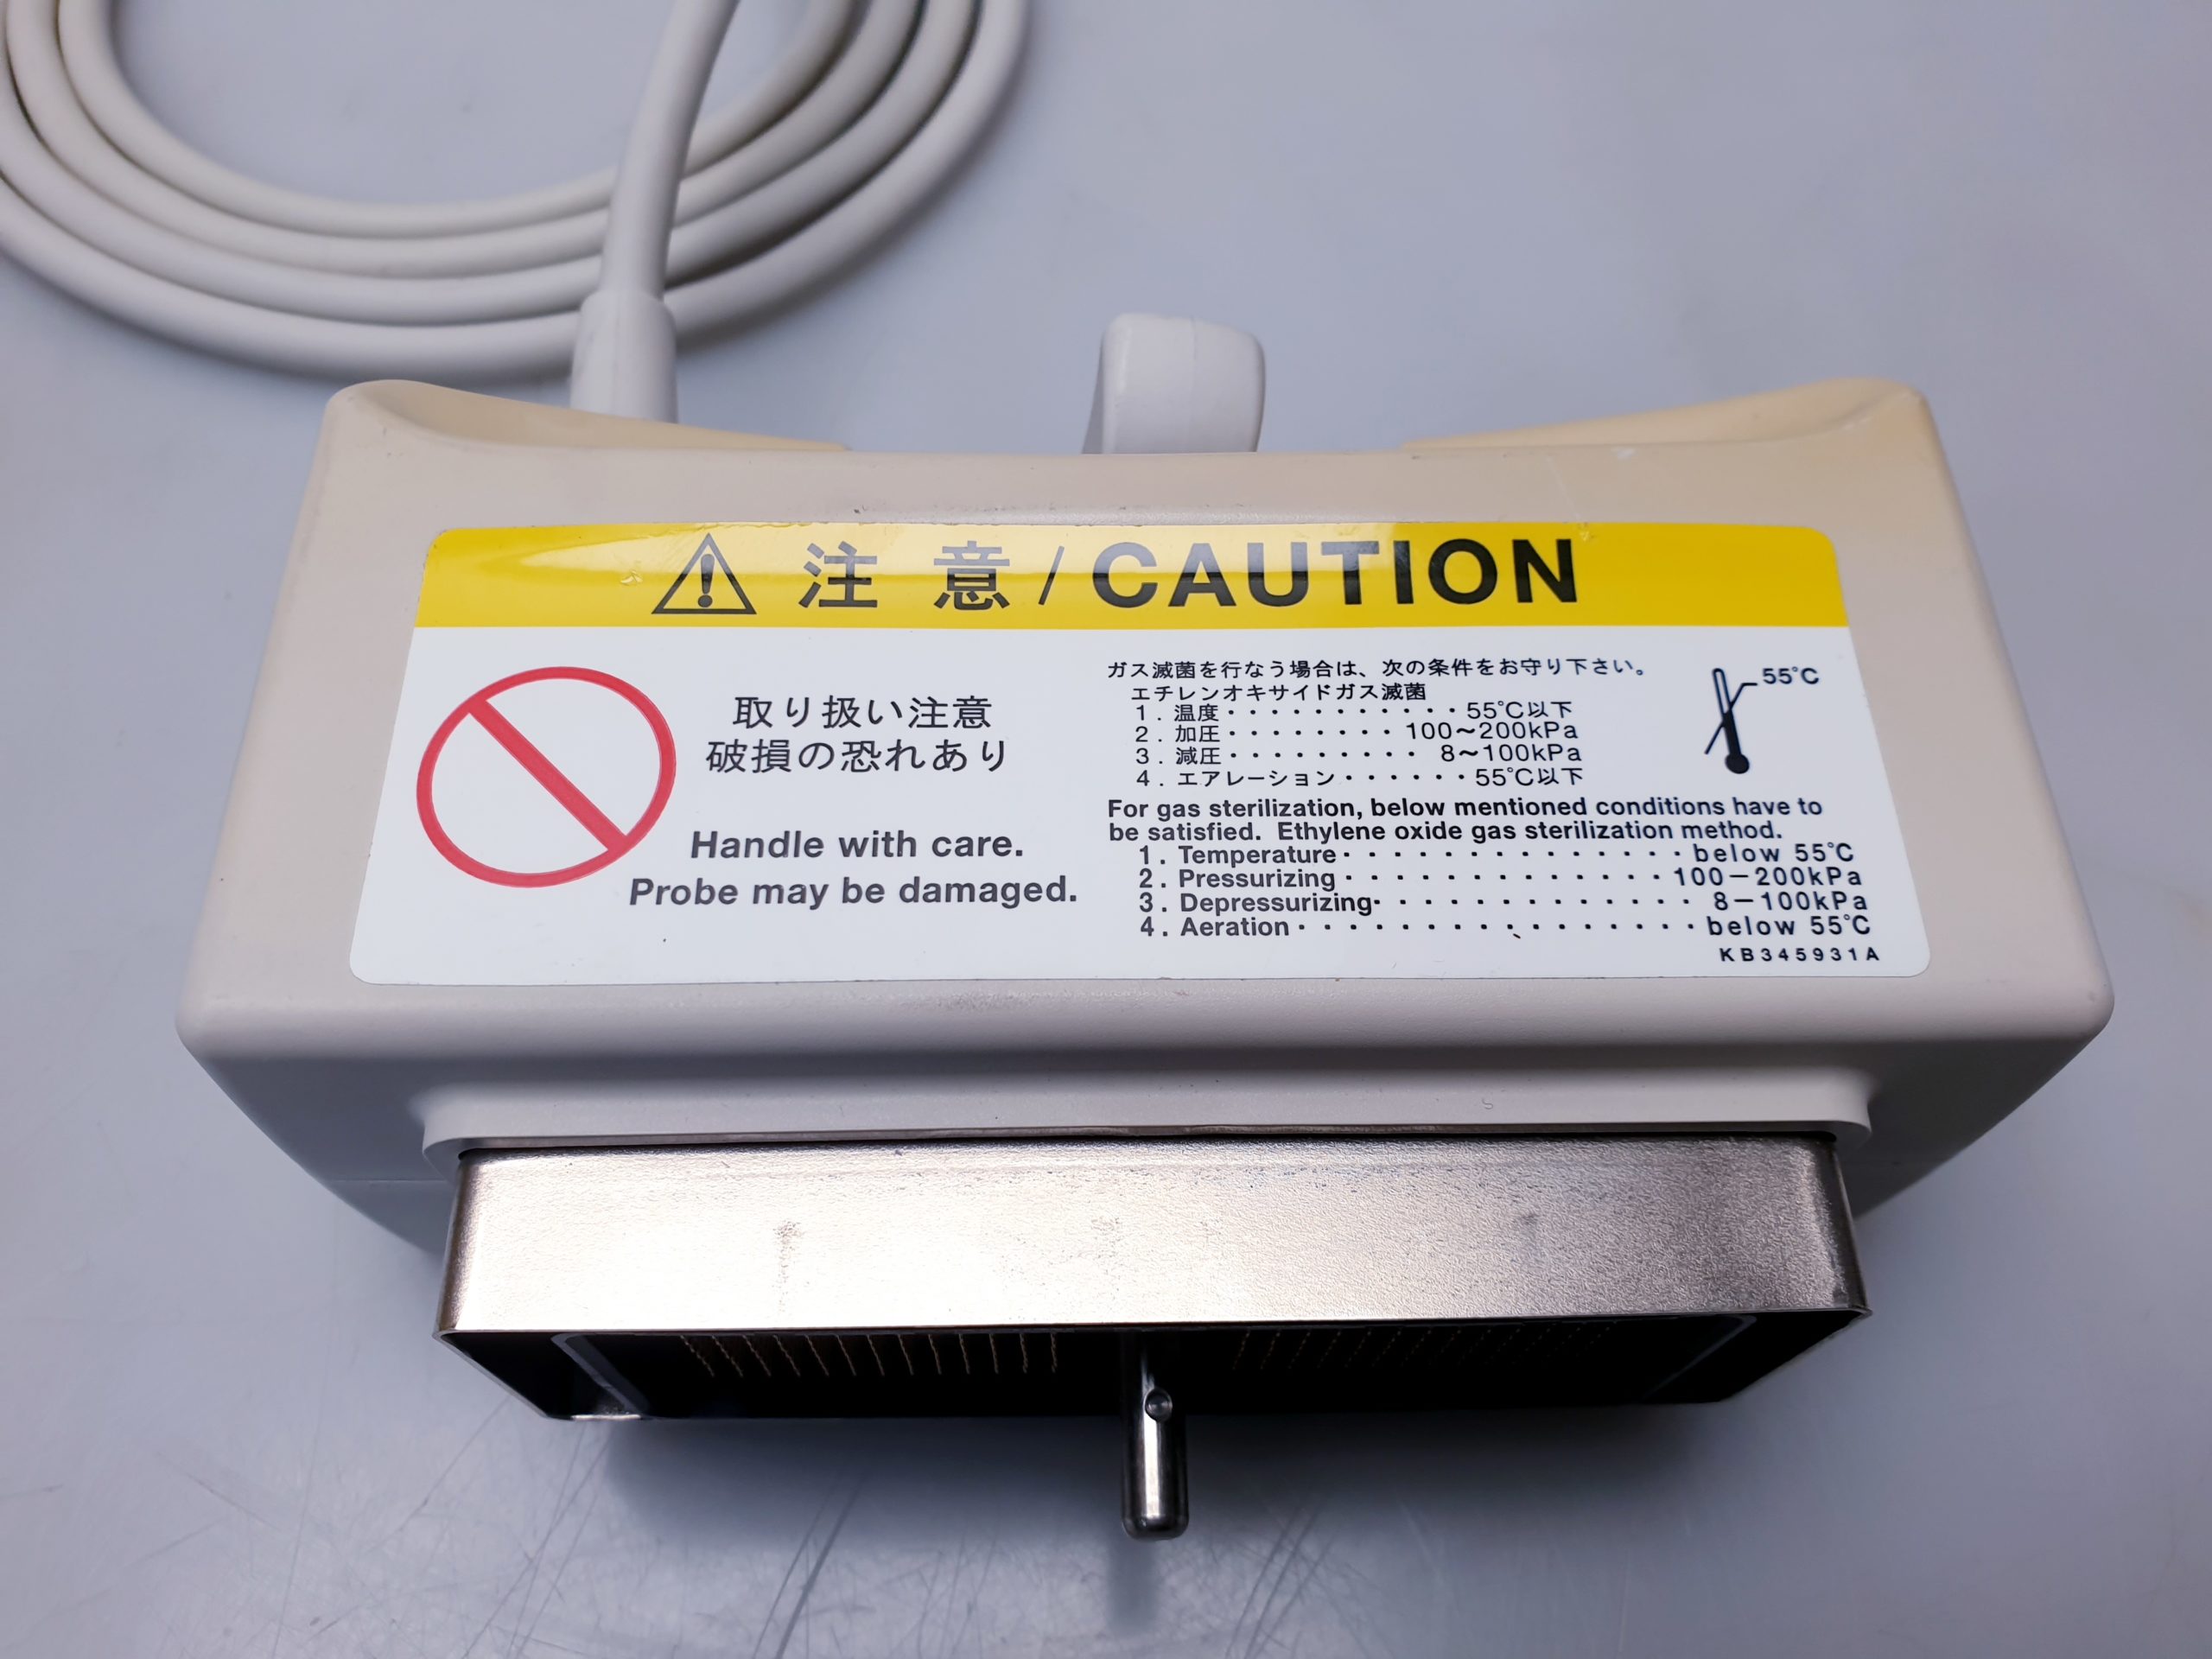 注 意 / CAUTION
取り扱い注意
破損の恐れあり
Handle with care.
Probe may be damaged.
ガス滅菌を行なう場合は、次の条件をお守り下さい。
エチレンオキサイドガス滅菌
1. 温度・・・・・・・・・・・55℃以下
2. 加圧・・・・・・・・100〜200kPa
3. 減圧・・・・・・・・・8〜100kPa
4. エアレーション・・・・・・55℃以下
55℃
For gas sterilization, below mentioned conditions have to
be satisfied. Ethylene oxide gas sterilization method.
1. Temperature・・・・・・・・・・・・・・below 55℃
2. Pressurizing・・・・・・・・・・・・・100-200kPa
3. Depressurizing・・・・・・・・・・・・・8-100kPa
4. Aeration・・・・・・・・・・・・・・・・below 55℃
KB345931A